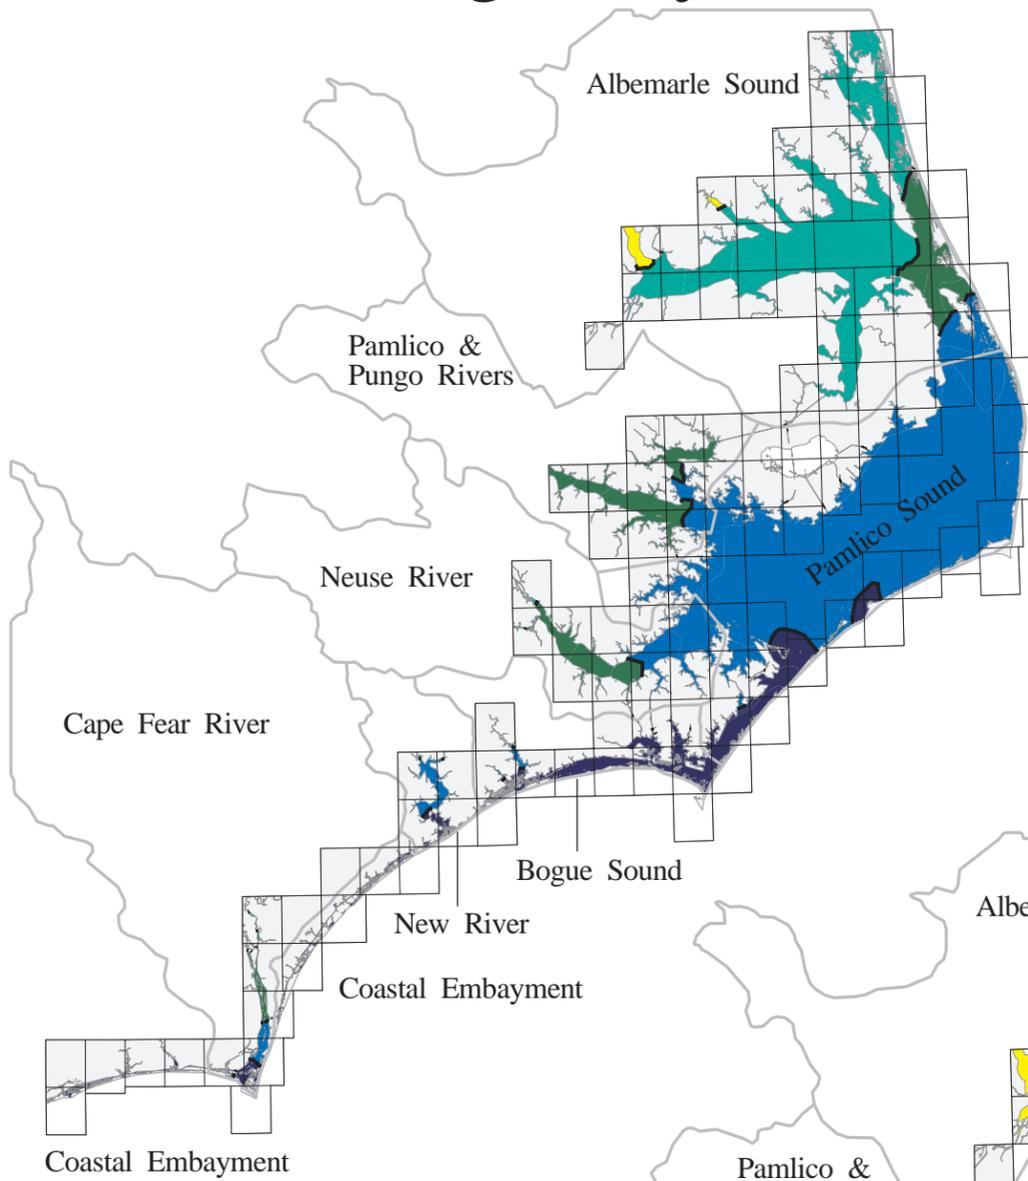 Albemarle Sound
Pamlico &
Pungo Rivers
Pamlico Sound
Neuse River
Cape Fear River
Bogue Sound
New River
Coastal Embayment
Coastal Embayment
Pamlico &